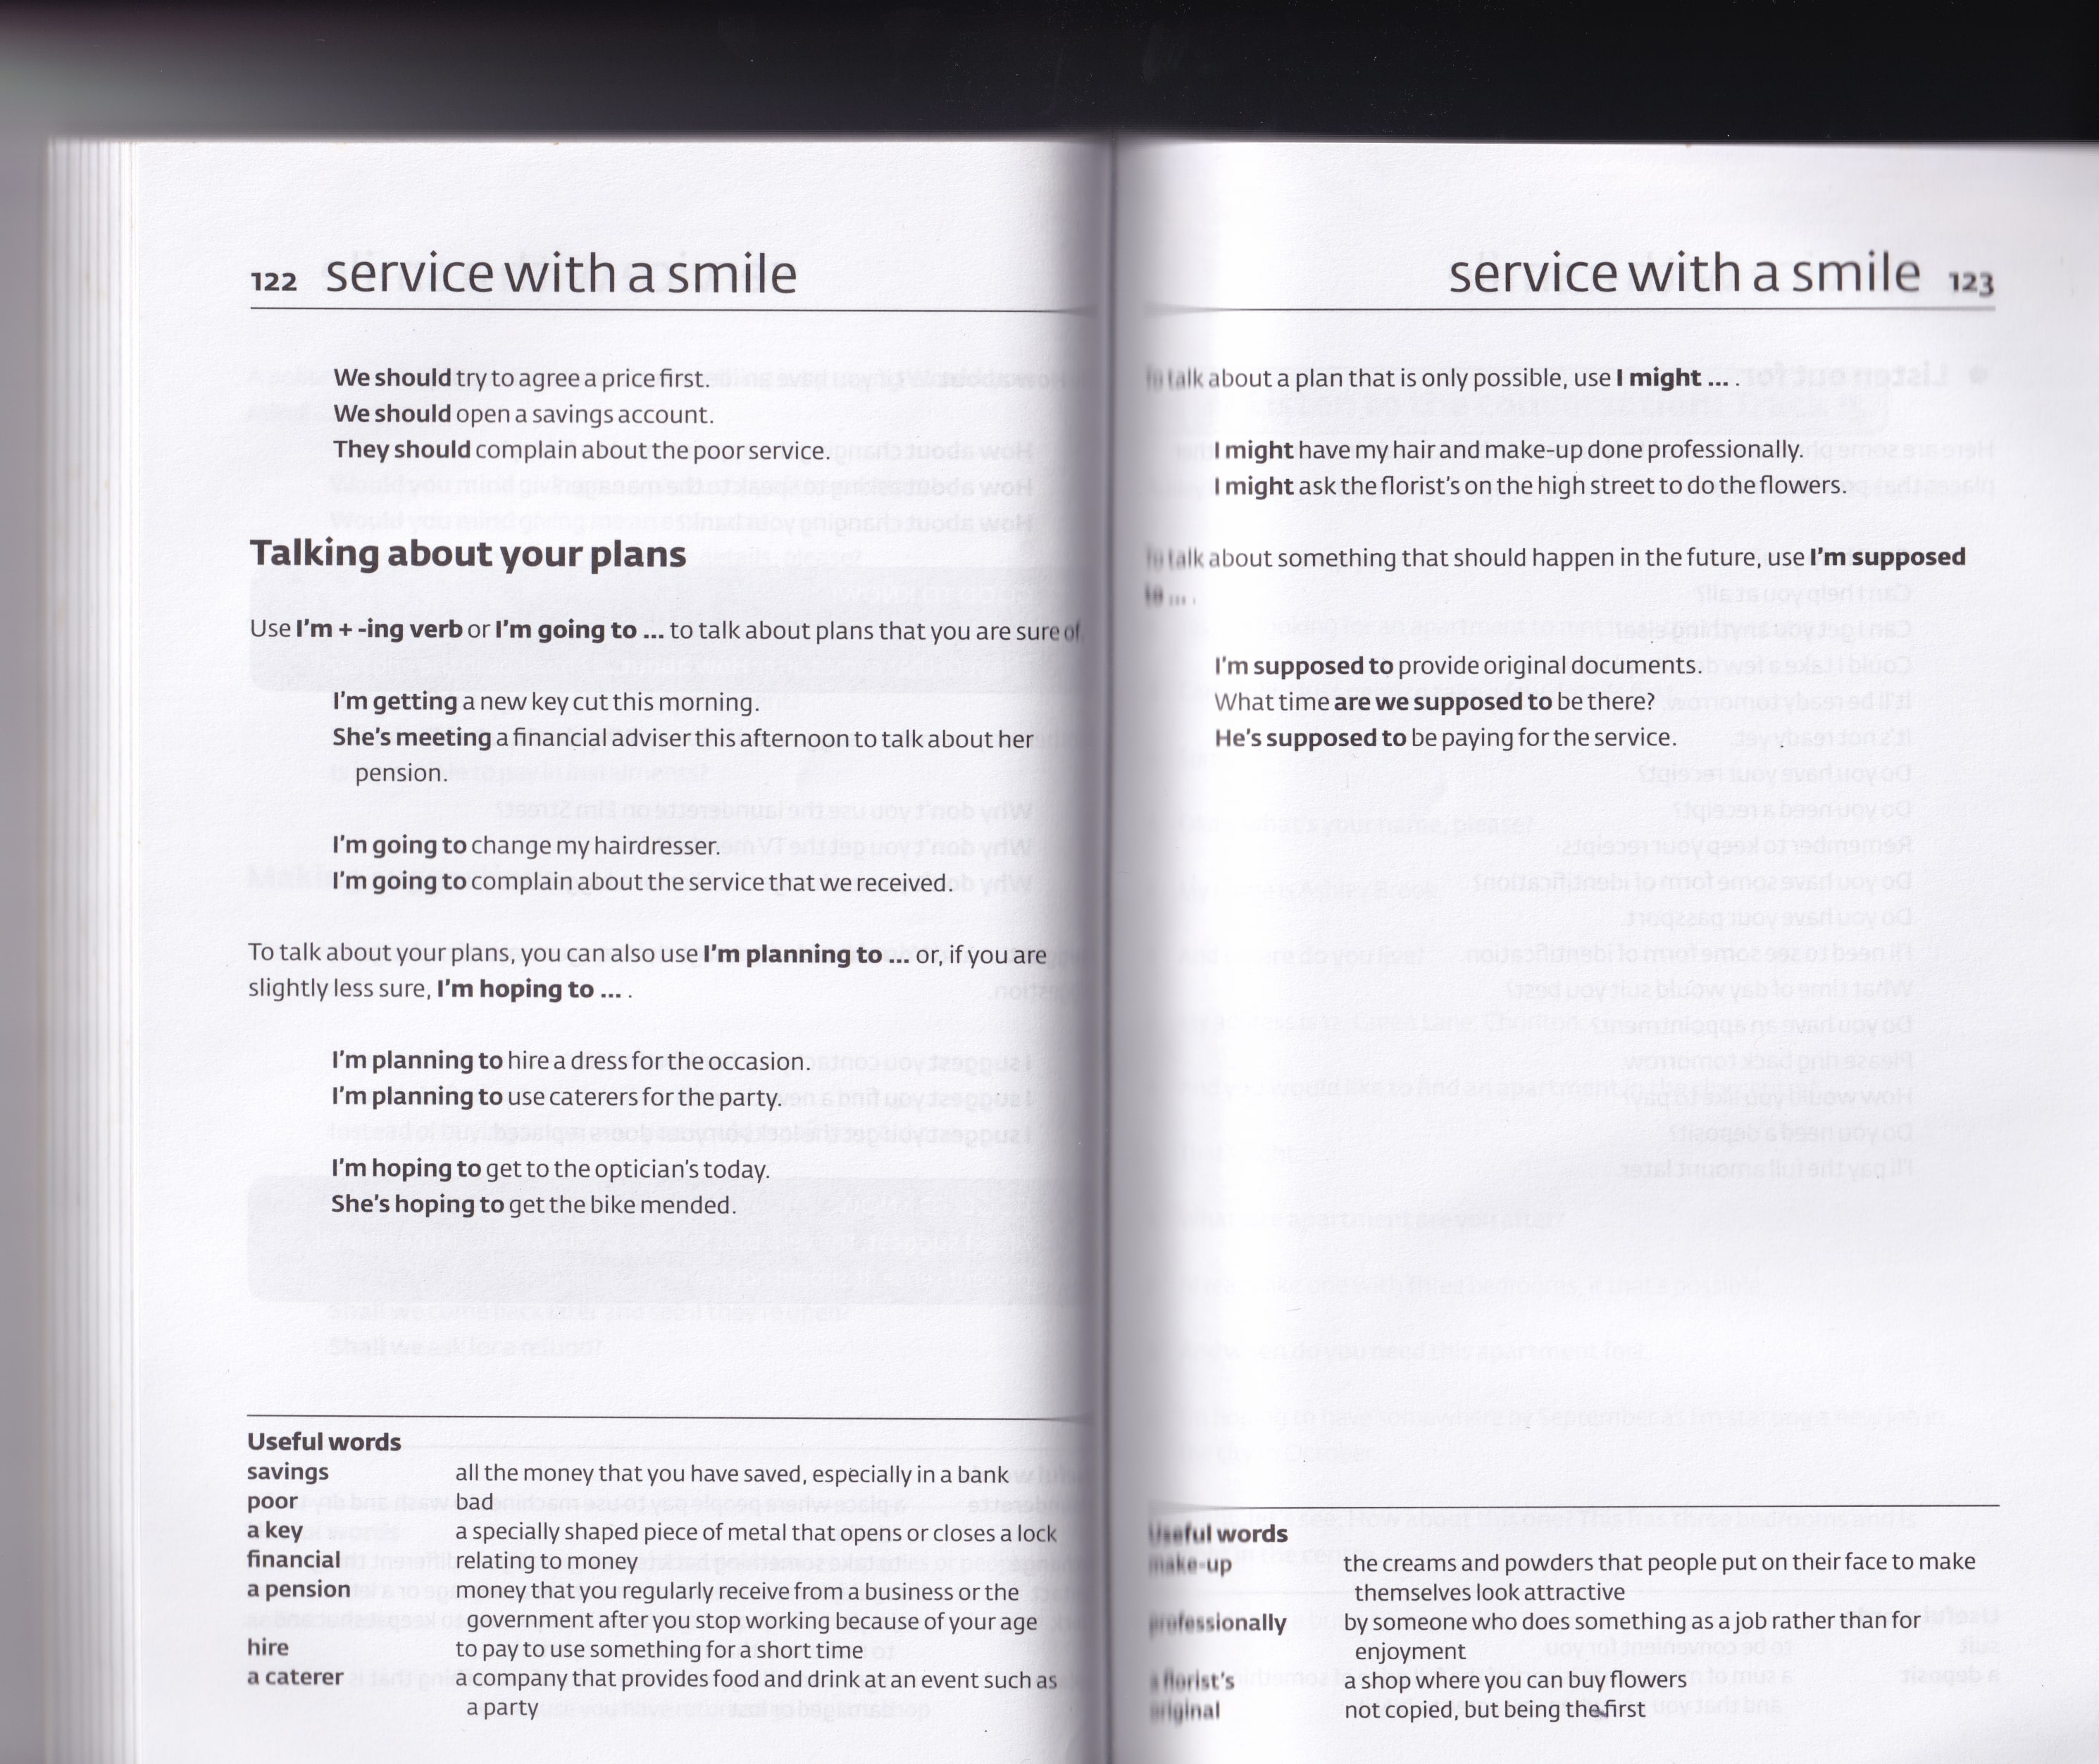 122 service with a smile
We should try to agree a price first.
We should open a savings account.
They should complain about the poor service.
Talking about your plans
Use I'm + -ing verb or I'm going to ... to talk about plans that you are sure of
I'm getting a new key cut this morning.
She's meeting a financial adviser this afternoon to talk about her
pension.
I'm going to change my hairdresser.
I'm going to complain about the service that we received.
To talk about your plans, you can also use I'm planning to ... or, if you are
slightly less sure, I'm hoping to ... .
I'm planning to hire a dress for the occasion.
I'm planning to use caterers for the party.
I'm hoping to get to the optician's today.
She's hoping to get the bike mended.
Useful words
savings all the money that you have saved, especially in a bank
poor bad
a key a specially shaped piece of metal that opens or closes a lock
financial relating to money
a pension money that you regularly receive from a business or the
government after you stop working because of your age
hire to pay to use something for a short time
a caterer a company that provides food and drink at an event such as
a party
service with a smile 123
To talk about a plan that is only possible, use I might ... .
I might have my hair and make-up done professionally.
I might ask the florist's on the high street to do the flowers.
To talk about something that should happen in the future, use I'm supposed
to ... .
I'm supposed to provide original documents.
What time are we supposed to be there?
He's supposed to be paying for the service.
Useful words
make-up the creams and powders that people put on their face to make
themselves look attractive
professionally by someone who does something as a job rather than for
enjoyment
a florist's a shop where you can buy flowers
original not copied, but being the first